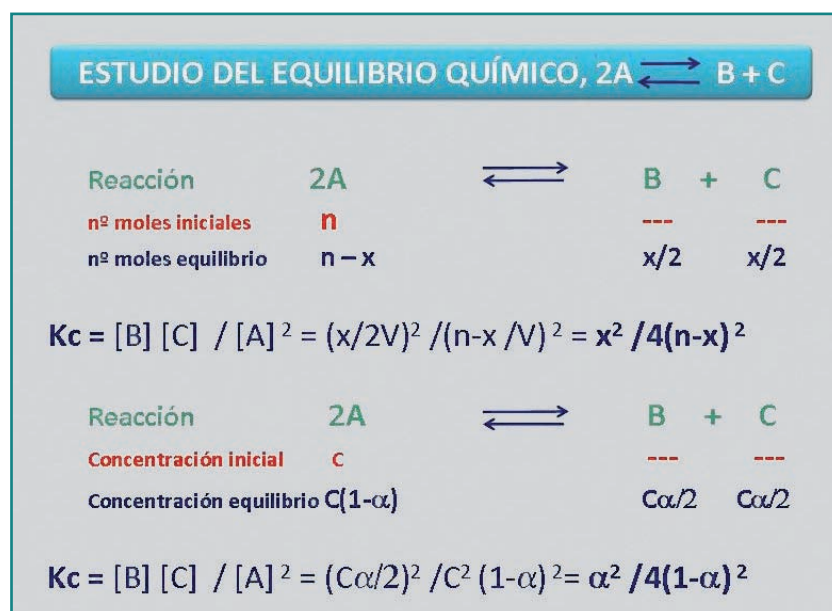 ESTUDIO DEL EQUILIBRIO QUÍMICO, 2A ⇄ B + C
Reacción 2A ⇄ B + C
nº moles iniciales n --- ---
nº moles equilibrio n – x x/2 x/2
Kc = [B] [C] / [A] ² = (x/2V)² /(n-x /V) ² = x² /4(n-x) ²
Reacción 2A ⇄ B + C
Concentración inicial c --- ---
Concentración equilibrio C(1-α) Cα/2 Cα/2
Kc = [B] [C] / [A] ² = (Cα/2)² /C² (1-α) ²= α² /4(1-α) ²